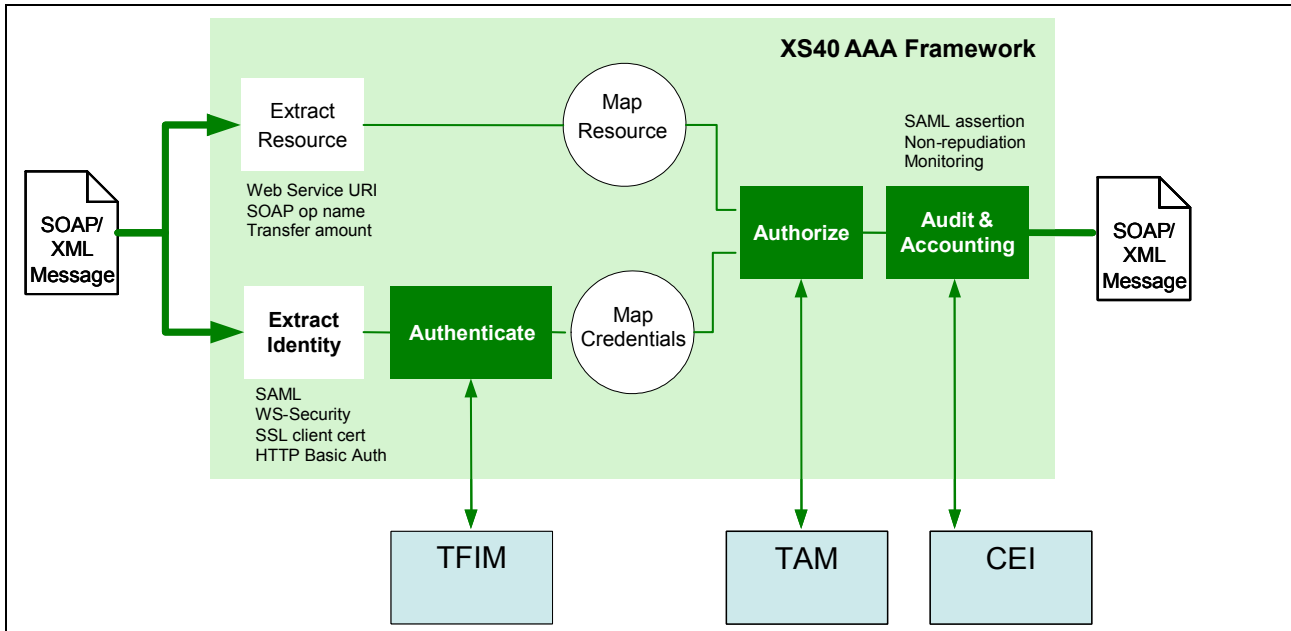 XS40 AAA Framework
Extract
Resource
Map
Resource
SAML assertion
Non-repudiation
Monitoring
Web Service URI
SOAP op name
Transfer amount
SOAP/
XML
Message
Authorize
Audit &
Accounting
SOAP/
XML
Message
Extract
Identity
Authenticate
Map
Credentials
SAML
WS-Security
SSL client cert
HTTP Basic Auth
TFIM
TAM
CEI